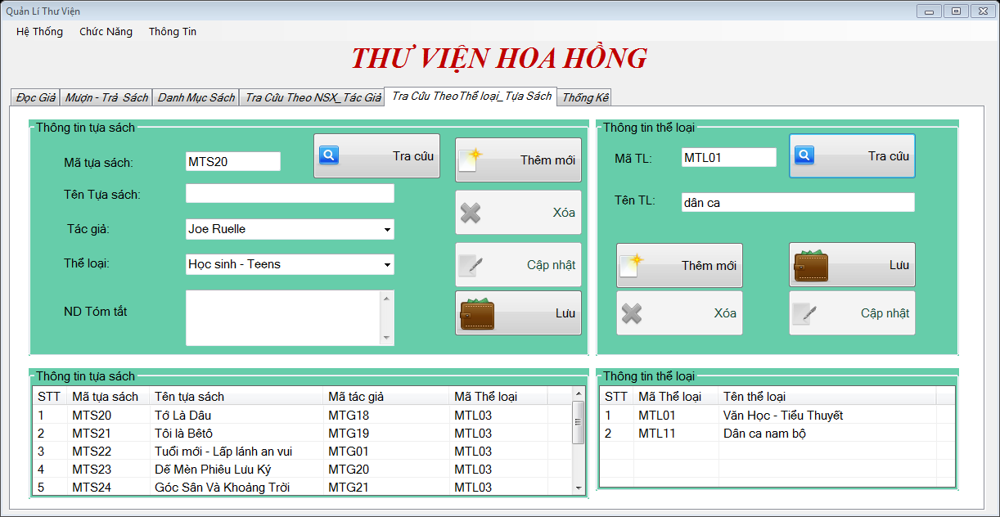 Quản Lí Thư Viện
Hệ Thống Chức Năng Thông Tin
THƯ VIỆN HOA HỒNG
Đọc Giả Mượn - Trả Sách Danh Mục Sách Tra Cứu Theo NSX_Tác Giả Tra Cứu TheoThể loại_Tựa Sách Thống Kê
Thông tin tựa sách
Mã tựa sách: MTS20 Tra cứu Thêm mới
Tên Tựa sách:
Xóa
Tác giả: Joe Ruelle
Thể loại: Học sinh - Teens Cập nhật
ND Tóm tắt Lưu
Thông tin thể loại
Mã TL: MTL01 Tra cứu
Tên TL: dân ca
Thêm mới Lưu
Xóa Cập nhật
Thông tin tựa sách
STT Mã tựa sách Tên tựa sách Mã tác giả Mã Thể loại
1 MTS20 Tớ Là Dâu MTG18 MTL03
2 MTS21 Tôi là Bêtô MTG19 MTL03
3 MTS22 Tuổi mới - Lấp lánh an vui MTG01 MTL03
4 MTS23 Dế Mèn Phiêu Lưu Ký MTG20 MTL03
5 MTS24 Góc Sân Và Khoảng Trời MTG21 MTL03
Thông tin thể loại
STT Mã Thể loại Tên thể loại
1 MTL01 Văn Học - Tiểu Thuyết
2 MTL11 Dân ca nam bộ